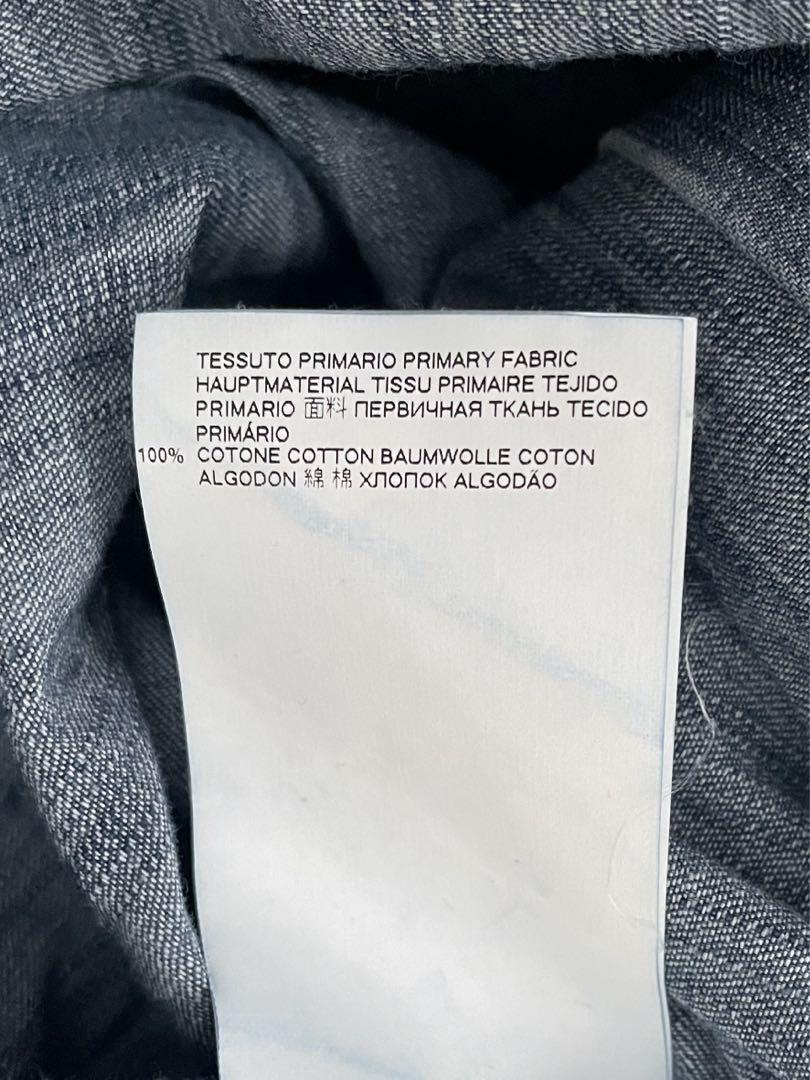 TESSUTO PRIMARIO PRIMARY FABRIC
HAUPTMATERIAL TISSU PRIMAIRE TEJIDO
PRIMARIO 面料 ПЕРВИЧНАЯ ТКАНЬ TECIDO
PRIMÁRIO
100% COTONE COTTON BAUMWOLLE COTON
ALGODON 綿 棉 ХЛОПОК ALGODÃO